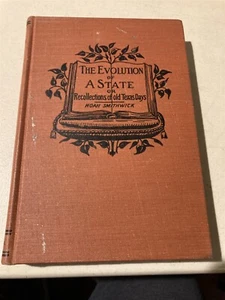 THE EVOLUTION
OF
A STATE
OR
Recollections of old Texas Days
NOAH SMITHWICK